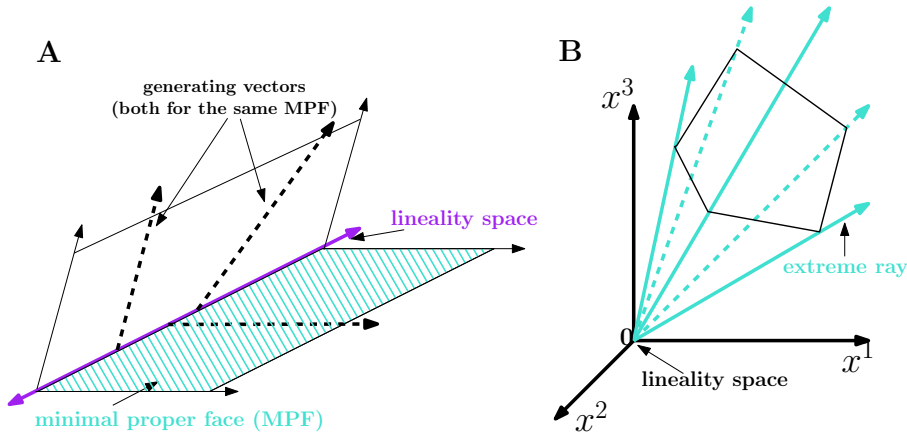 A
generating vectors
(both for the same MPF)
lineality space
minimal proper face (MPF)
B
x³
extreme ray
0
x¹
lineality space
x²